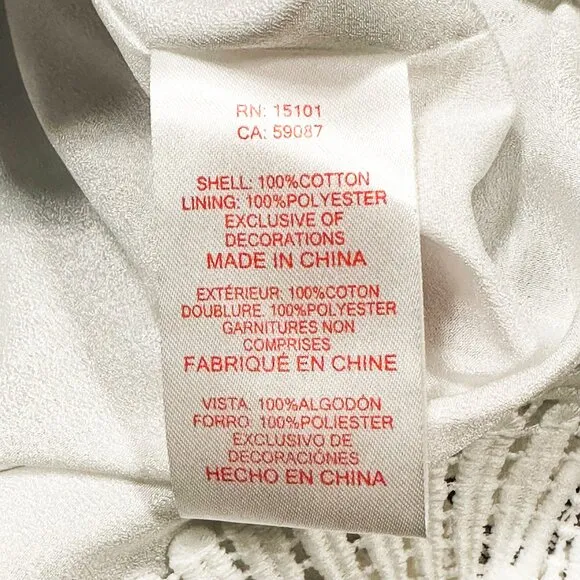 RN: 15101
CA: 59087
SHELL: 100%COTTON
LINING: 100%POLYESTER
EXCLUSIVE OF
DECORATIONS
MADE IN CHINA
EXTÉRIEUR: 100%COTON
DOUBLURE: 100%POLYESTER
GARNITURES NON
COMPRISES
FABRIQUÉ EN CHINE
VISTA: 100%ALGODÓN
FORRO: 100%POLIESTER
EXCLUSIVO DE
DECORACIÓNES
HECHO EN CHINA